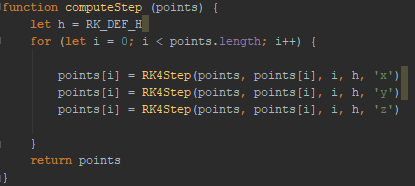 function computeStep (points) {
let h = RK_DEF_H
for (let i = 0; i < points.length; i++) {
points[i] = RK4Step(points, points[i], i, h, 'x')
points[i] = RK4Step(points, points[i], i, h, 'y')
points[i] = RK4Step(points, points[i], i, h, 'z')
}
return points
}